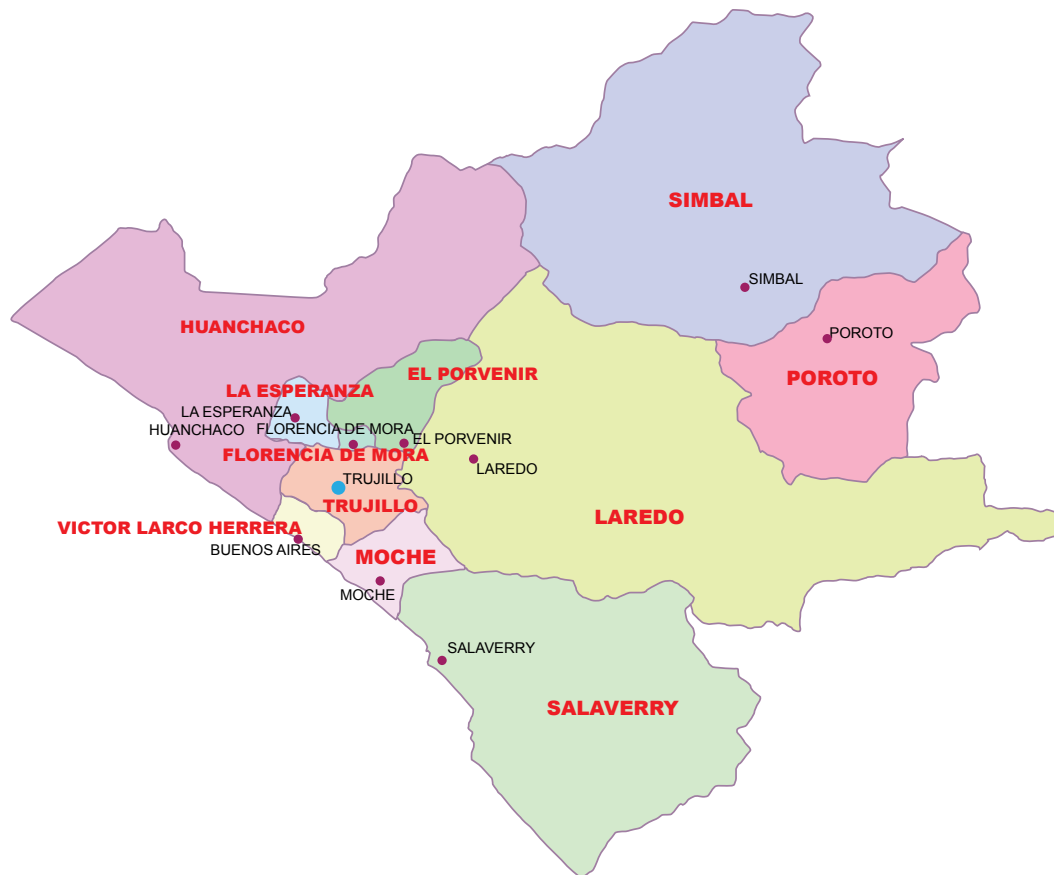 SIMBAL
SIMBAL
HUANCHACO
POROTO
EL PORVENIR
POROTO
LA ESPERANZA
LA ESPERANZA
HUANCHACO
FLORENCIA DE MORA
EL PORVENIR
FLORENCIA DE MORA
LAREDO
TRUJILLO
TRUJILLO
LAREDO
VICTOR LARCO HERRERA
BUENOS AIRES
MOCHE
MOCHE
SALAVERRY
SALAVERRY